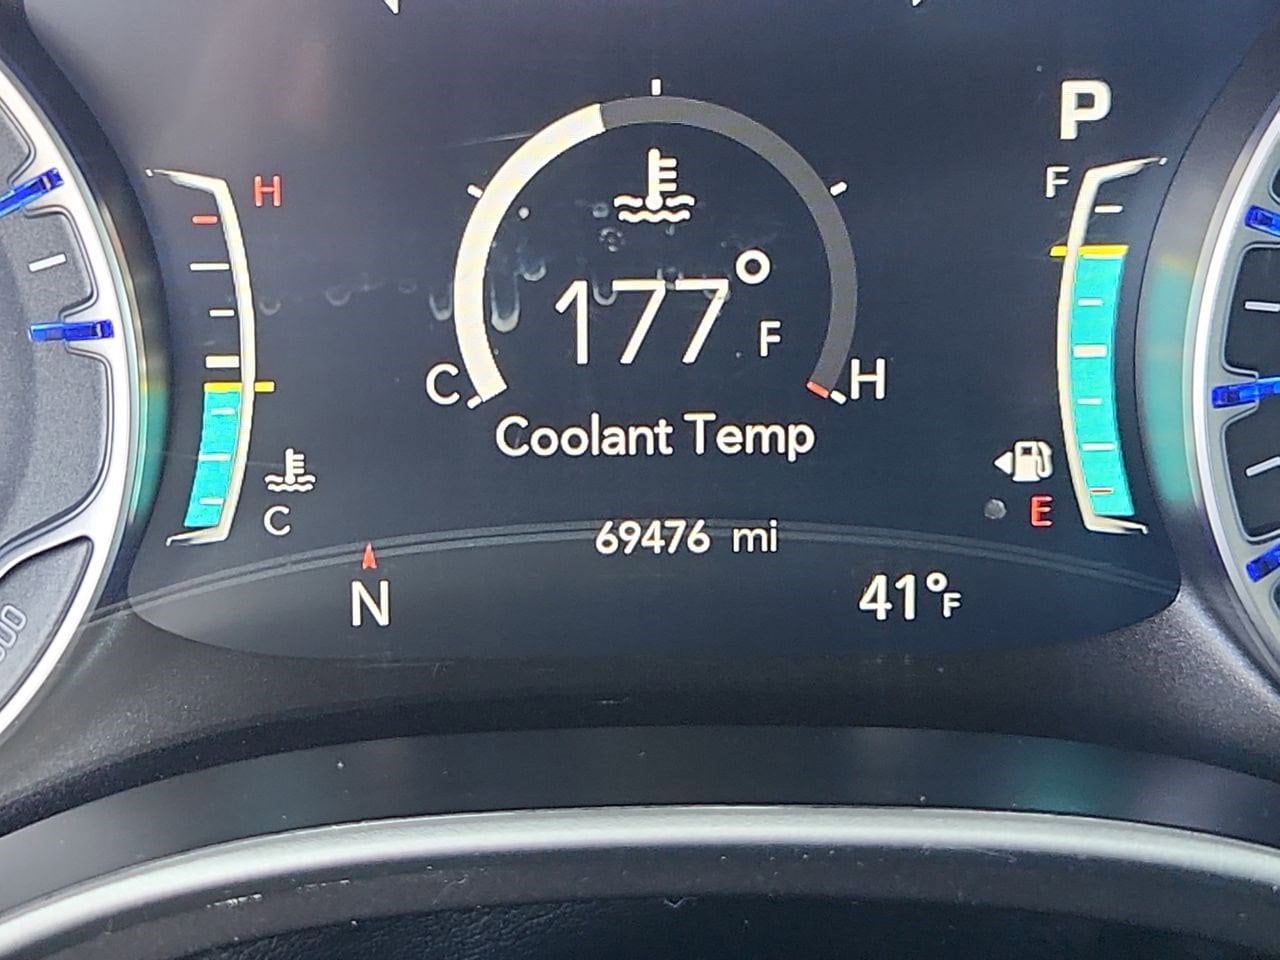 P
H
F
177°F
C
H
Coolant Temp
C
E
69476 mi
N
41°F